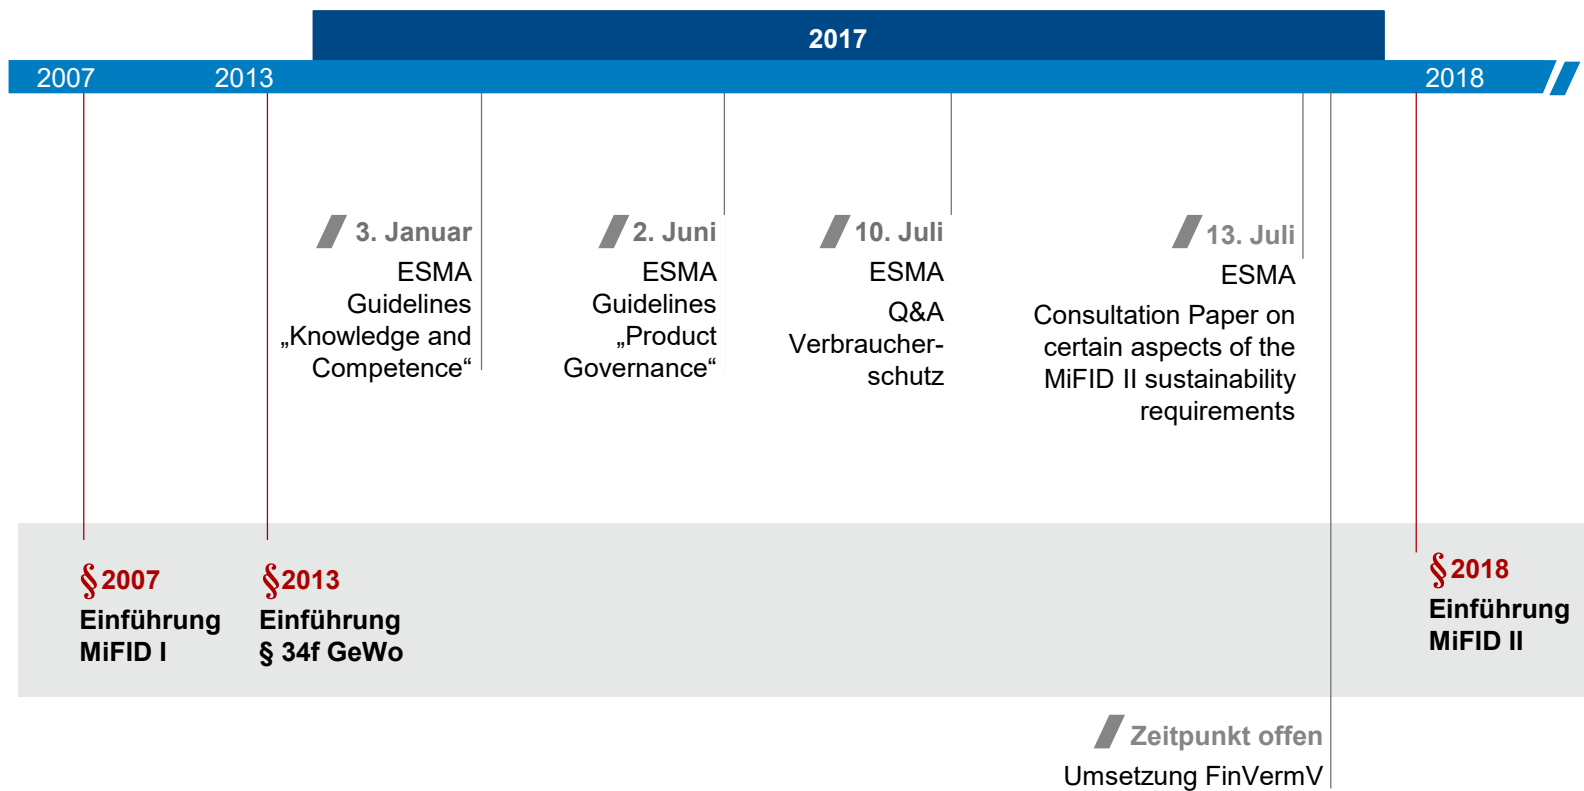 2017
2007
2013
2018
3. Januar
ESMA
Guidelines
„Knowledge and
Competence“
2. Juni
ESMA
Guidelines
„Product
Governance“
10. Juli
ESMA
Q&A
Verbraucher-
schutz
13. Juli
ESMA
Consultation Paper on
certain aspects of the
MiFID II sustainability
requirements
§ 2007
Einführung
MiFID I
§ 2013
Einführung
§ 34f GeWo
§ 2018
Einführung
MiFID II
Zeitpunkt offen
Umsetzung FinVermV